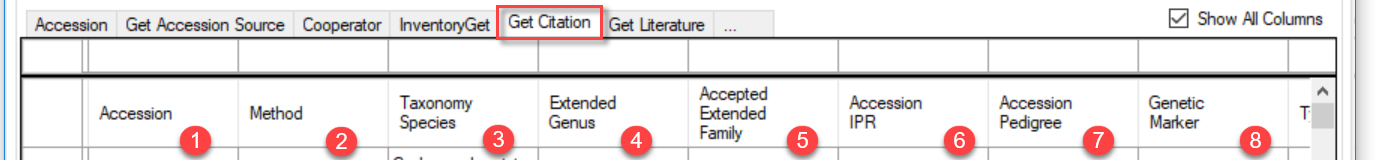 Accession Get Accession Source Cooperator InventoryGet Get Citation Get Literature ... Show All Columns
Accession 1
Method 2
Taxonomy
Species 3
Extended
Genus 4
Accepted
Extended
Family 5
Accession
IPR 6
Accession
Pedigree 7
Genetic
Marker 8